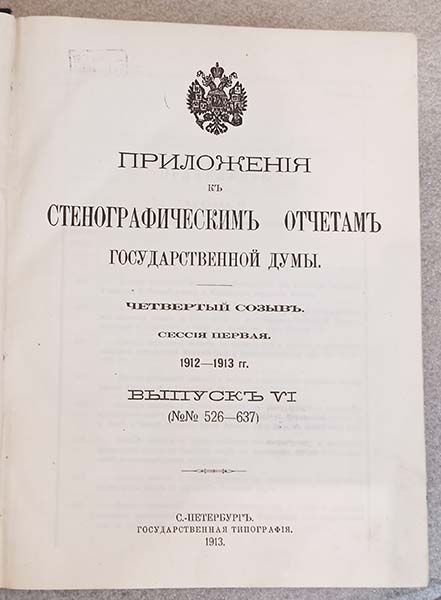 ПРИЛОЖЕНІЯ
КЪ
СТЕНОГРАФИЧЕСКИМЪ ОТЧЕТАМЪ
ГОСУДАРСТВЕННОЙ ДУМЫ.
ЧЕТВЕРТЫЙ СОЗЫВЪ.
СЕССІЯ ПЕРВАЯ.
1912—1913 гг.
ВЫПУСКЪ VI
(№№ 526—637)
С.-ПЕТЕРБУРГЪ.
ГОСУДАРСТВЕННАЯ ТИПОГРАФІЯ.
1913.